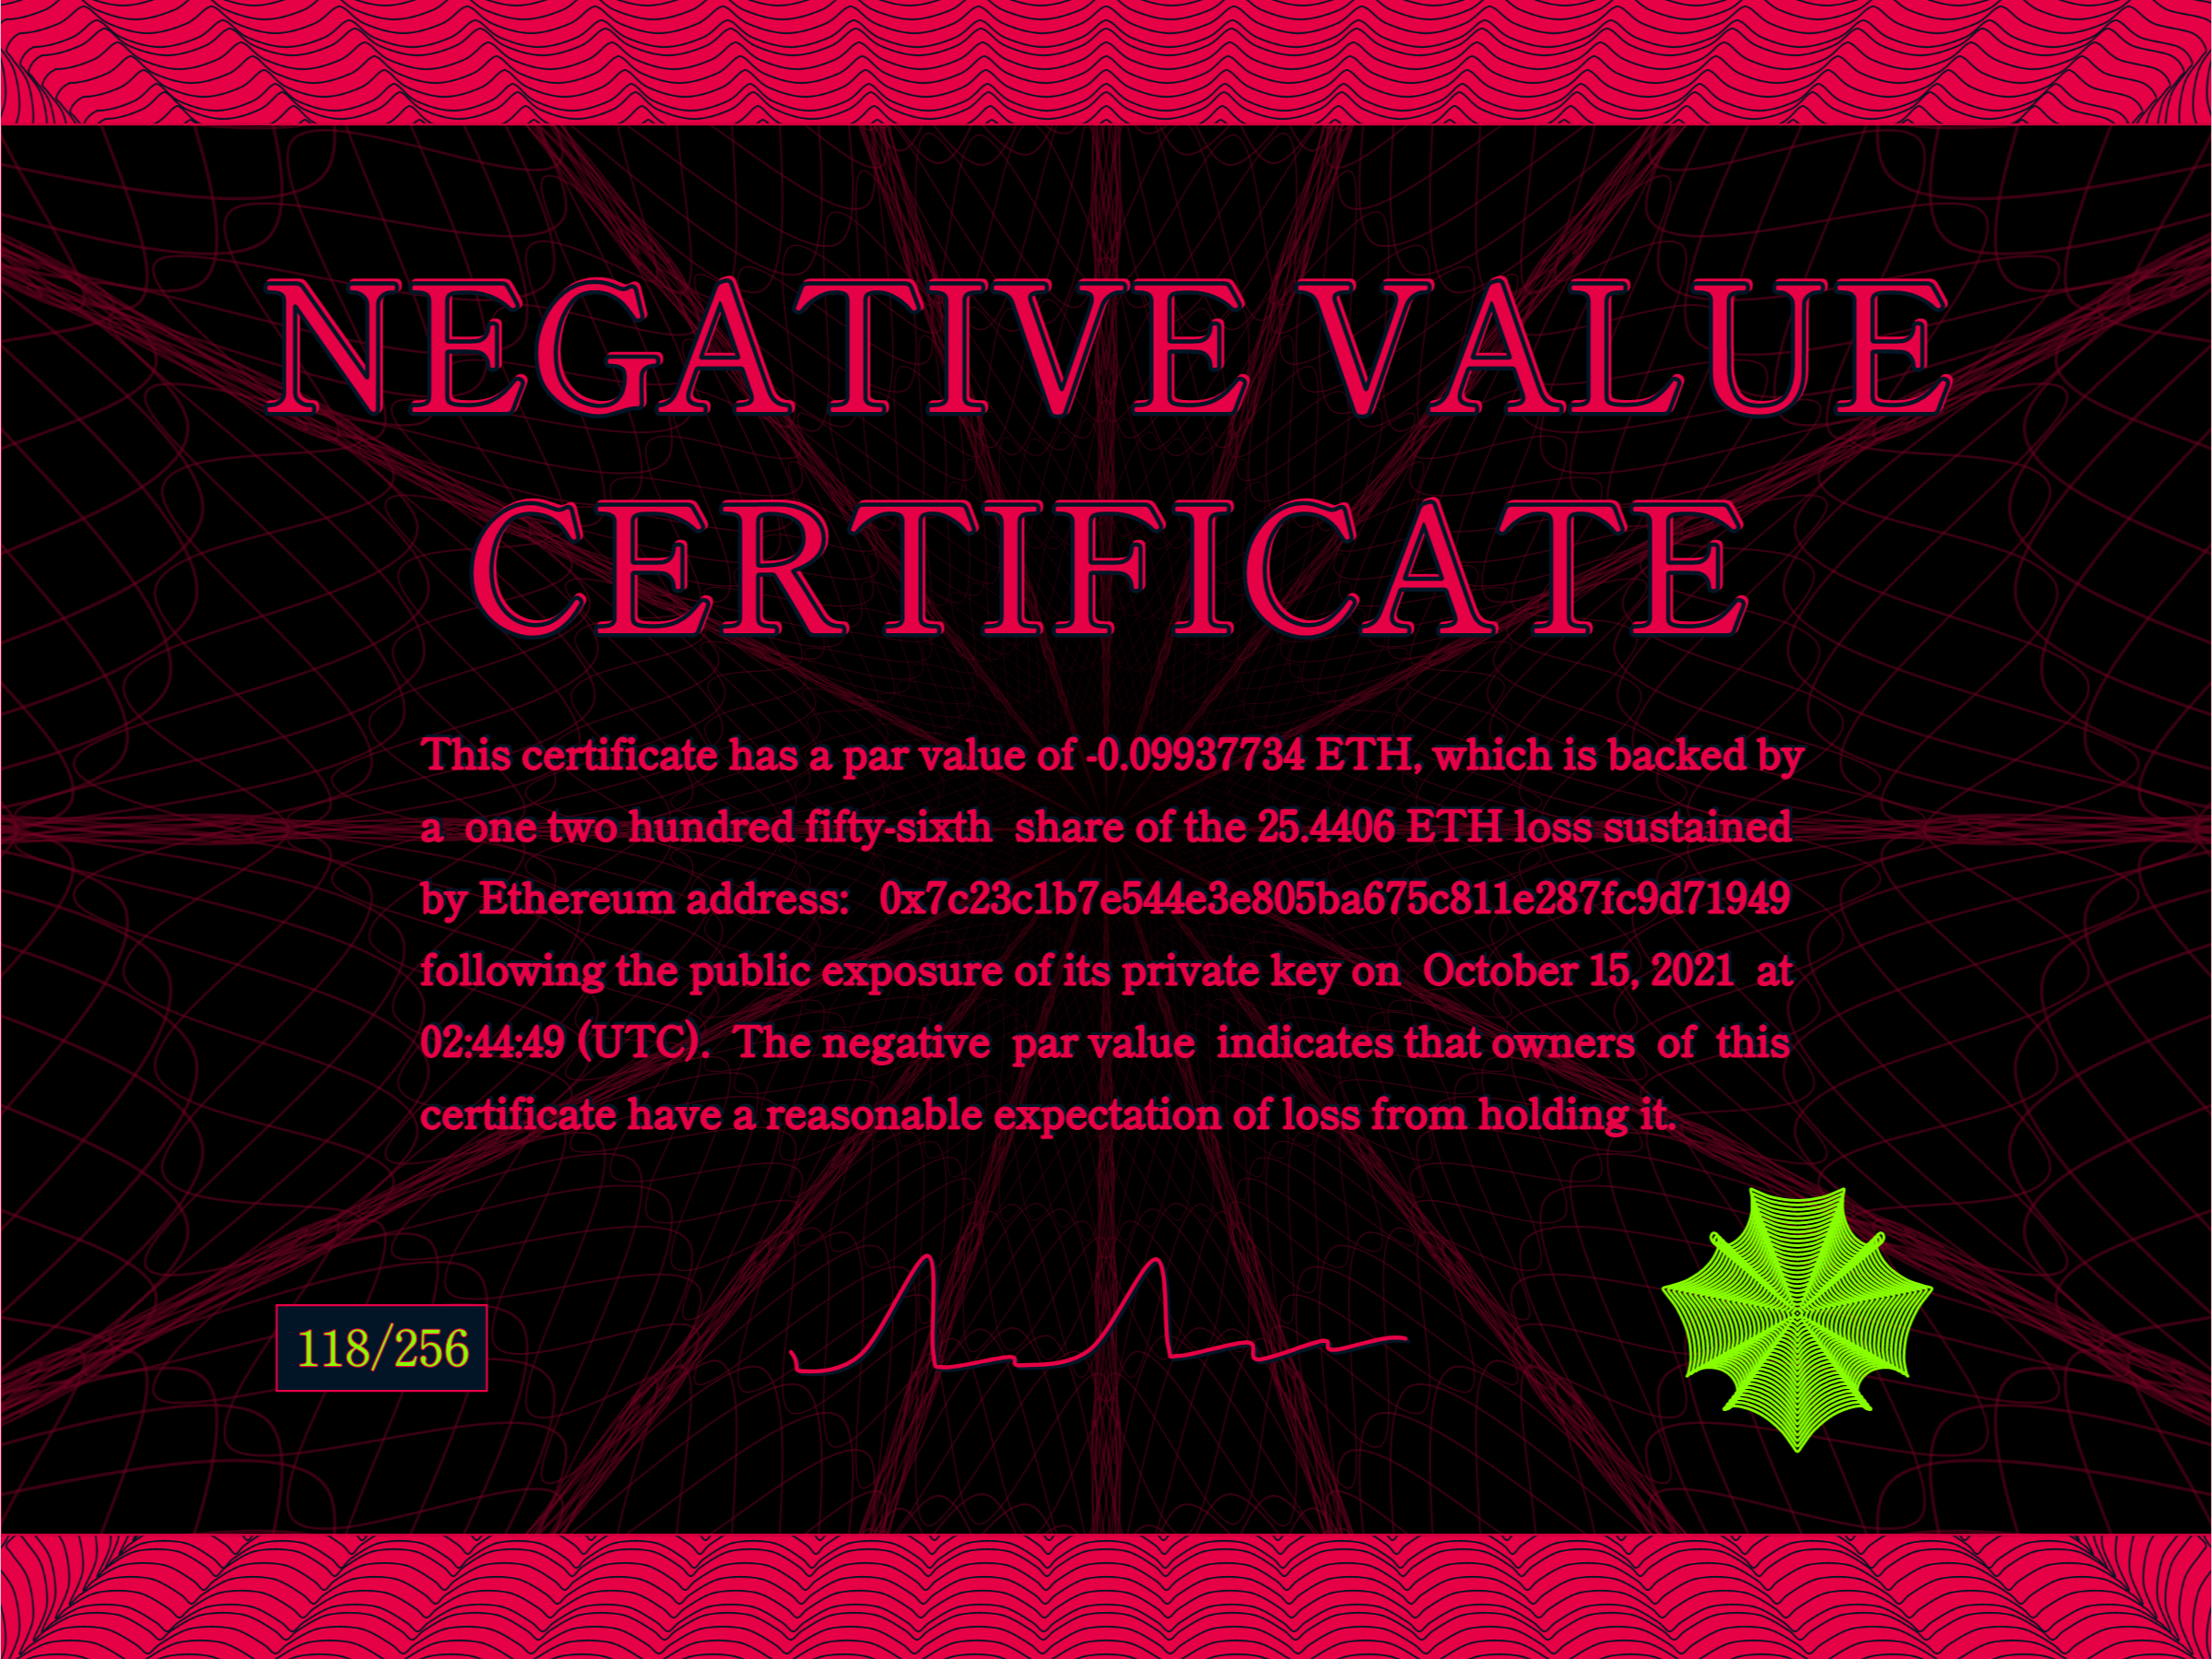 NEGATIVE VALUE
CERTIFICATE
This certificate has a par value of -0.09937734 ETH, which is backed by
a one two hundred fifty-sixth share of the 25.4406 ETH loss sustained
by Ethereum address: 0x7c23c1b7e544e3e805ba675c811e287fc9d71949
following the public exposure of its private key on October 15, 2021 at
02:44:49 (UTC). The negative par value indicates that owners of this
certificate have a reasonable expectation of loss from holding it.
118/256